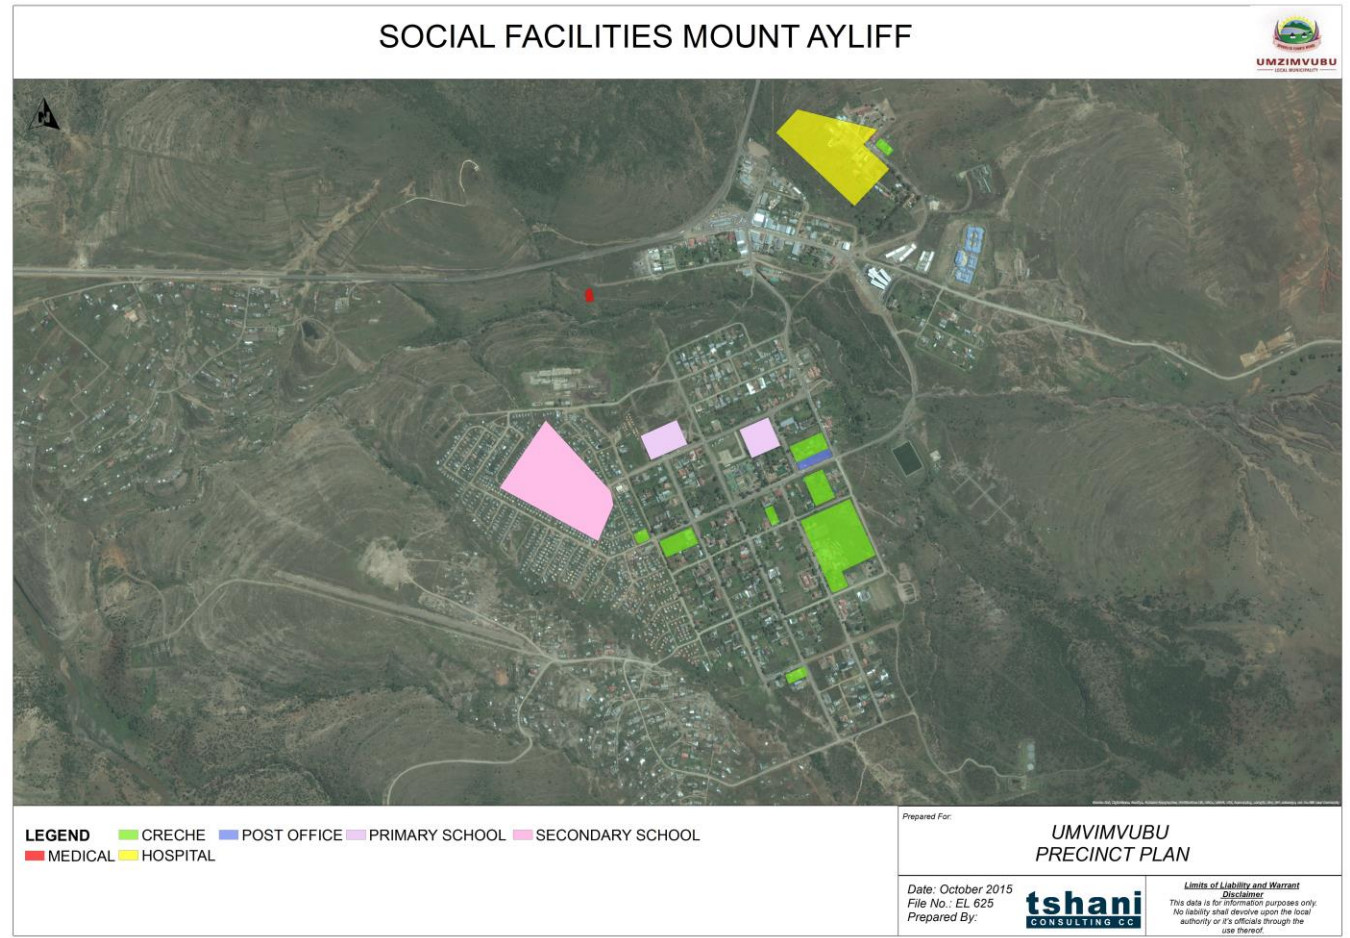 SOCIAL FACILITIES MOUNT AYLIFF
UMZIMVUBU
LOCAL MUNICIPALITY
N
LEGEND CRECHE POST OFFICE PRIMARY SCHOOL SECONDARY SCHOOL
MEDICAL HOSPITAL
Prepared For:
UMVIMVUBU
PRECINCT PLAN
Date: October 2015
File No.: EL 625
Prepared By:
tshani
CONSULTING CC
Limits of Liability and Warrant
Disclaimer
This data is for information purposes only.
No liability shall devolve upon the local
authority or it's officials through the
use thereof.